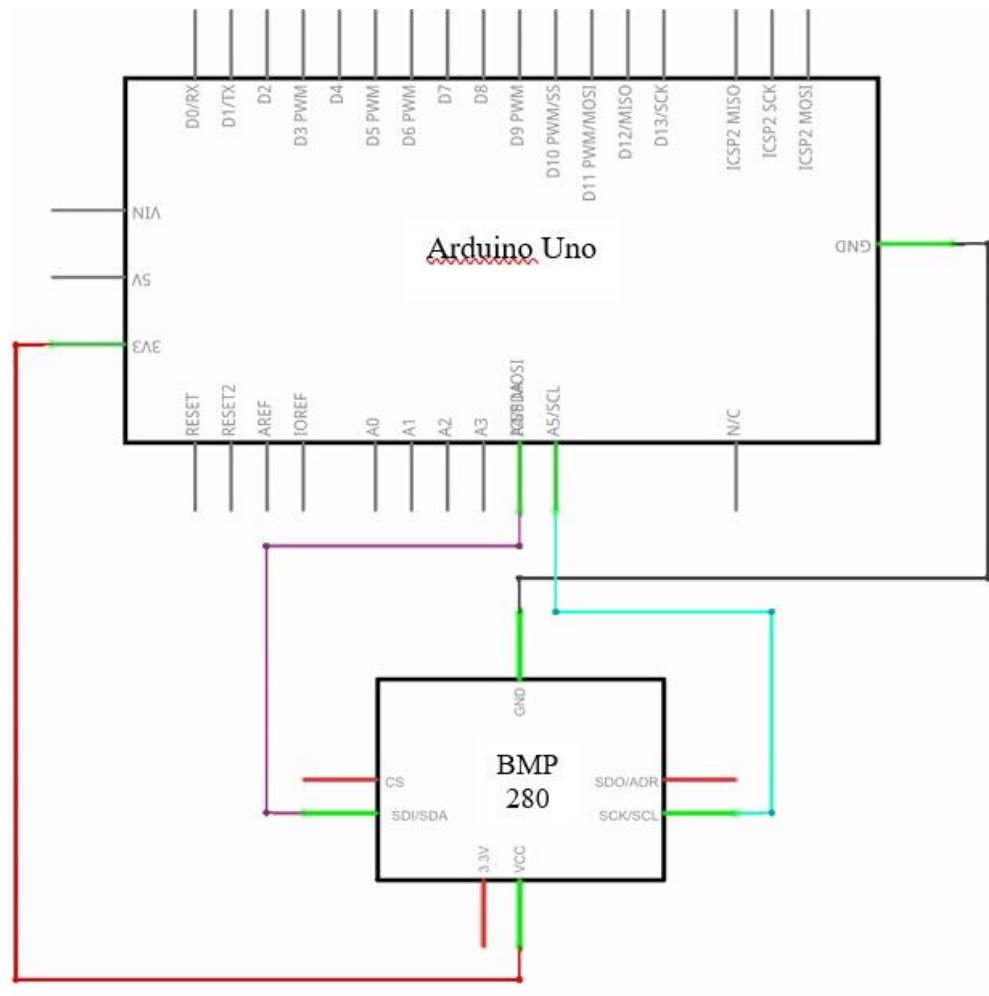 D0/RX
D1/TX
D2
D3 PWM
D4
D5 PWM
D6 PWM
D7
D8
D9 PWM
D10 PWM/SS
D11 PWM/MOSI
D12/MISO
D13/SCK
ICSP2 MISO
ICSP2 SCK
ICSP2 MOSI
VIN
5V
3V3
Arduino Uno
GND
RESET
RESET2
AREF
IOREF
A0
A1
A2
A3
A5/SCL
N/C
GND
BMP
280
CS
SDI/SDA
SDO/ADR
SCK/SCL
3.3V
VCC